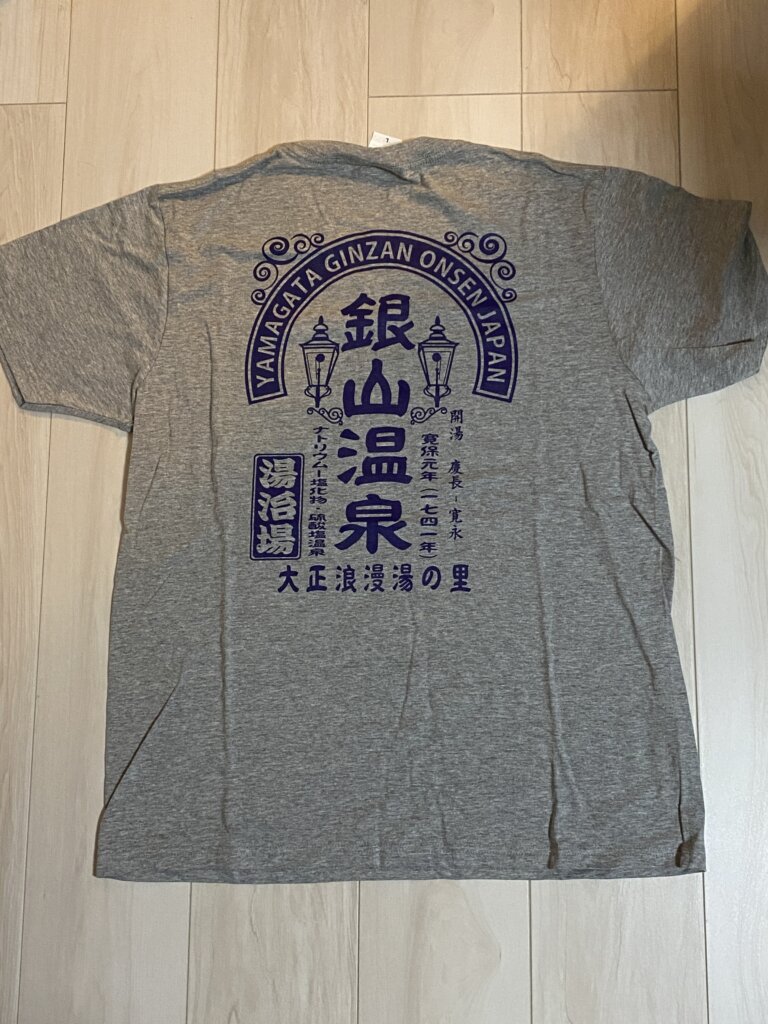 YAMAGATA GINZAN ONSEN JAPAN
銀山温泉
開湯 慶長-寛永
寛保元年(一七四一年)
ナトリウムー塩化物・硫酸塩温泉
湯治場
大正浪漫湯の里